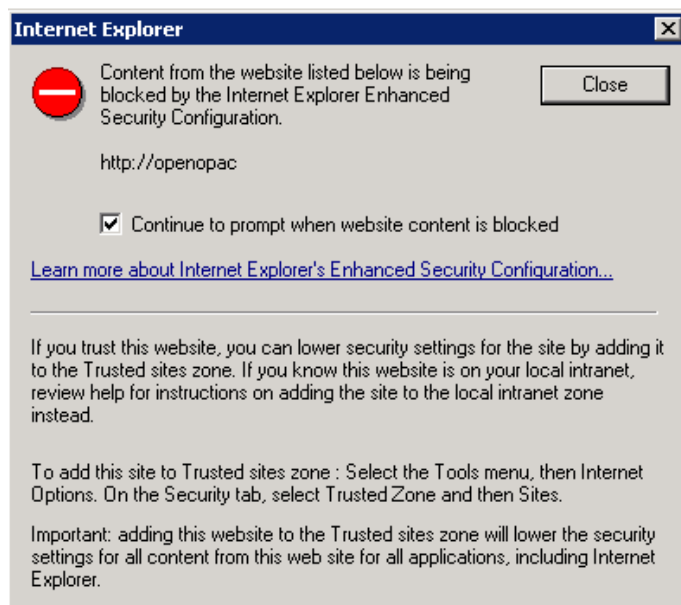 Internet Explorer
Content from the website listed below is being
blocked by the Internet Explorer Enhanced
Security Configuration.
Close
http://openopac
Continue to prompt when website content is blocked
Learn more about Internet Explorer's Enhanced Security Configuration...
If you trust this website, you can lower security settings for the site by adding it
to the Trusted sites zone. If you know this website is on your local intranet,
review help for instructions on adding the site to the local intranet zone
instead.
To add this site to Trusted sites zone : Select the Tools menu, then Internet
Options. On the Security tab, select Trusted Zone and then Sites.
Important: adding this website to the Trusted sites zone will lower the security
settings for all content from this web site for all applications, including Internet
Explorer.